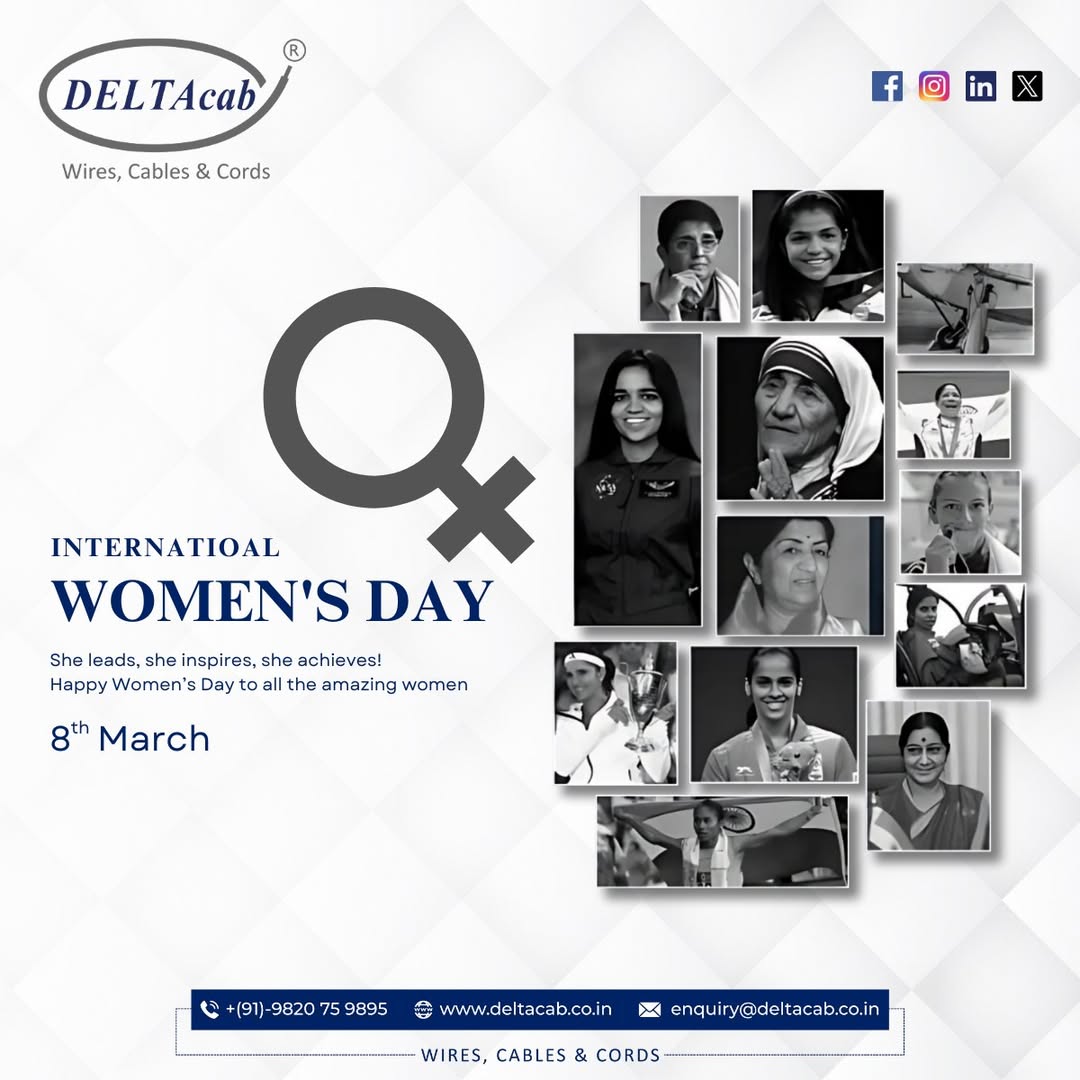 DELTAcab ®
Wires, Cables & Cords
INTERNATIOAL
WOMEN'S DAY
She leads, she inspires, she achieves!
Happy Women's Day to all the amazing women
8th March
+(91)-9820 75 9895 www.deltacab.co.in enquiry@deltacab.co.in
WIRES, CABLES & CORDS